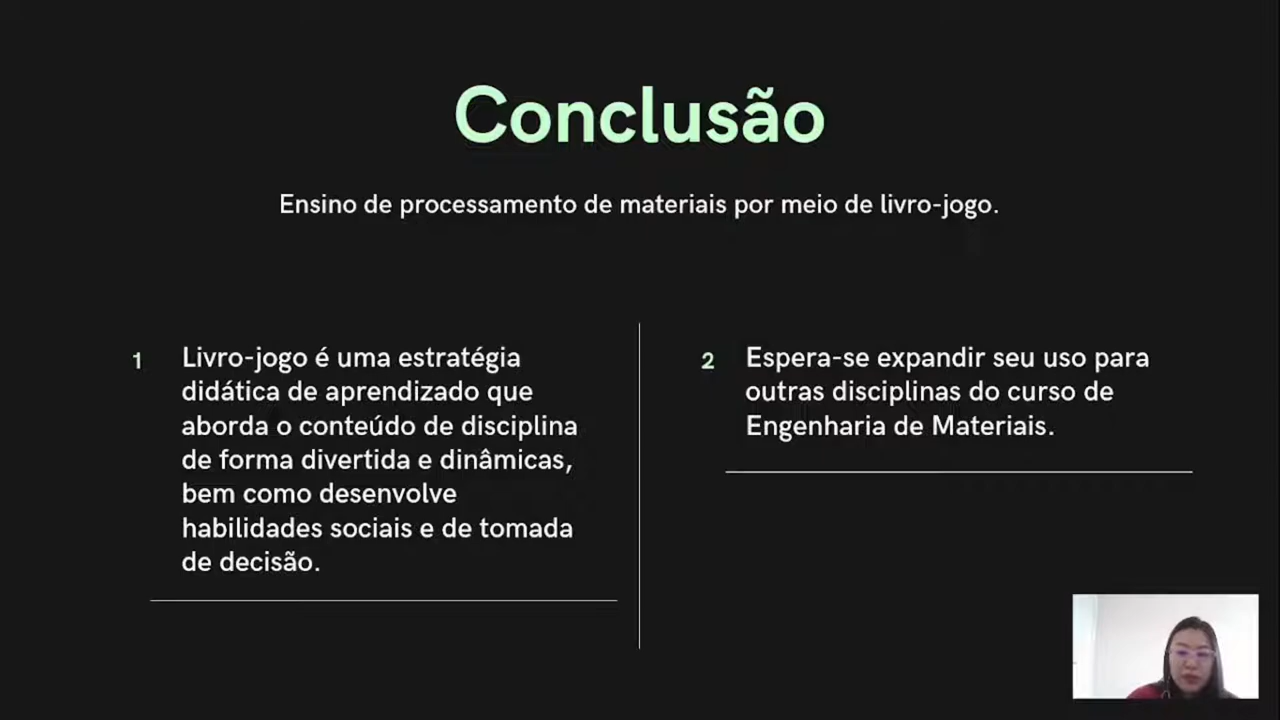 Conclusão
Ensino de processamento de materiais por meio de livro-jogo.
1
Livro-jogo é uma estratégia
didática de aprendizado que
aborda o conteúdo de disciplina
de forma divertida e dinâmicas,
bem como desenvolve
habilidades sociais e de tomada
de decisão.
2
Espera-se expandir seu uso para
outras disciplinas do curso de
Engenharia de Materiais.